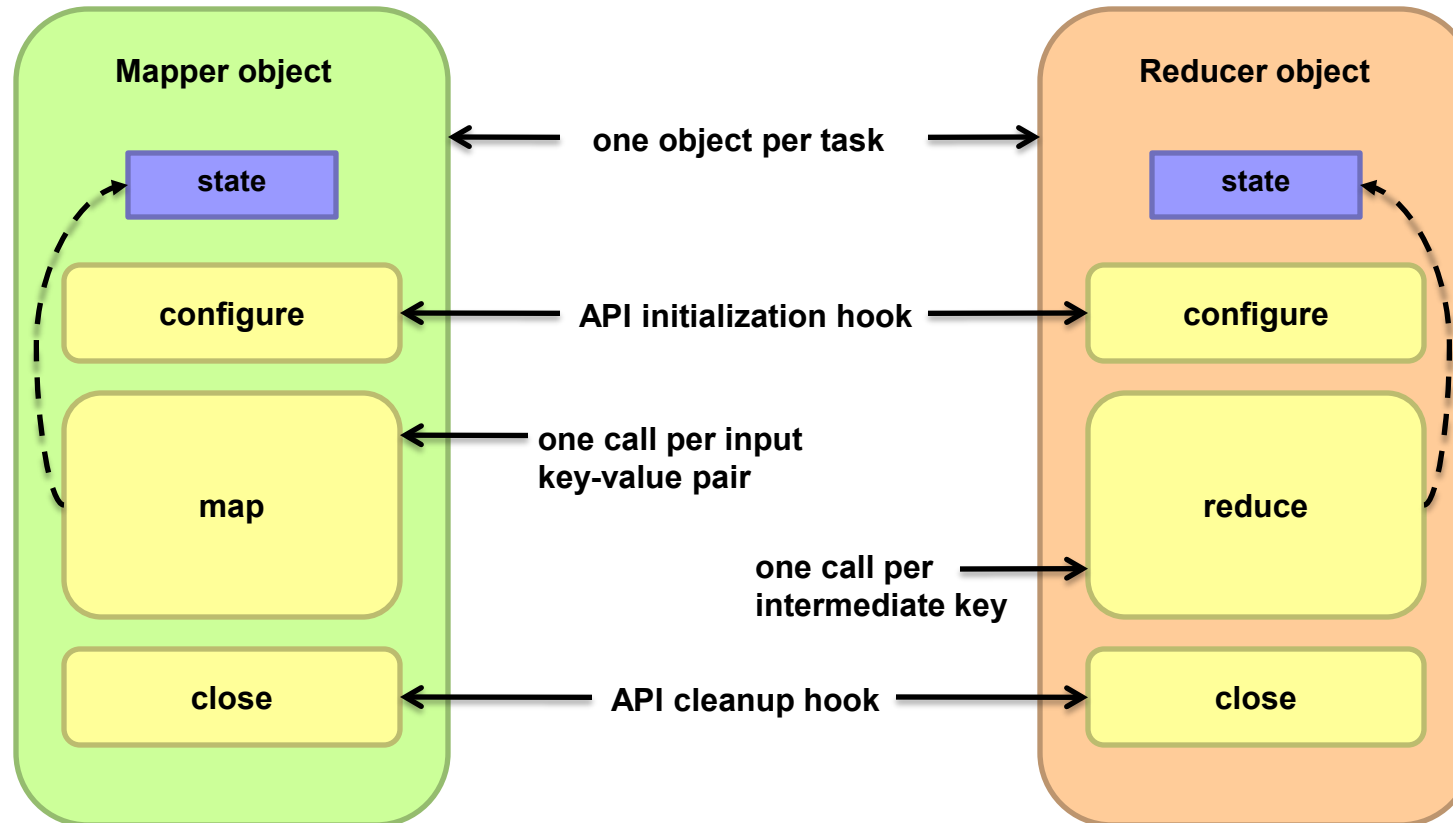 Mapper object
Reducer object
one object per task
state
state
configure
API initialization hook
configure
one call per input
key-value pair
map
reduce
one call per
intermediate key
close
API cleanup hook
close